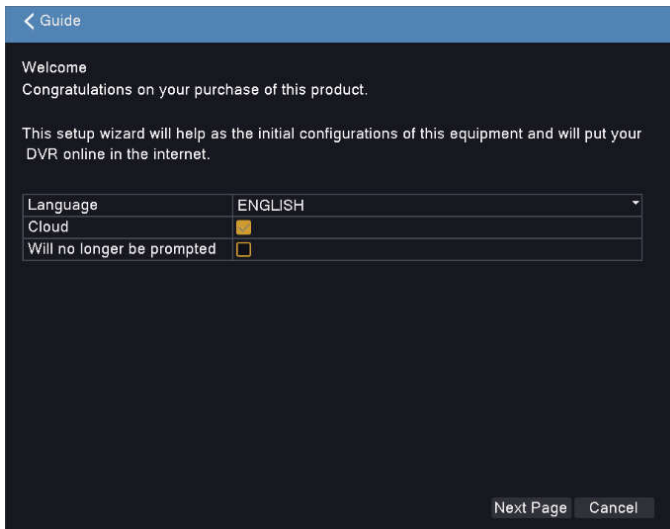 Guide
Welcome
Congratulations on your purchase of this product.
This setup wizard will help as the initial configurations of this equipment and will put your
DVR online in the internet.
Language ENGLISH
Cloud
Will no longer be prompted
Next Page Cancel